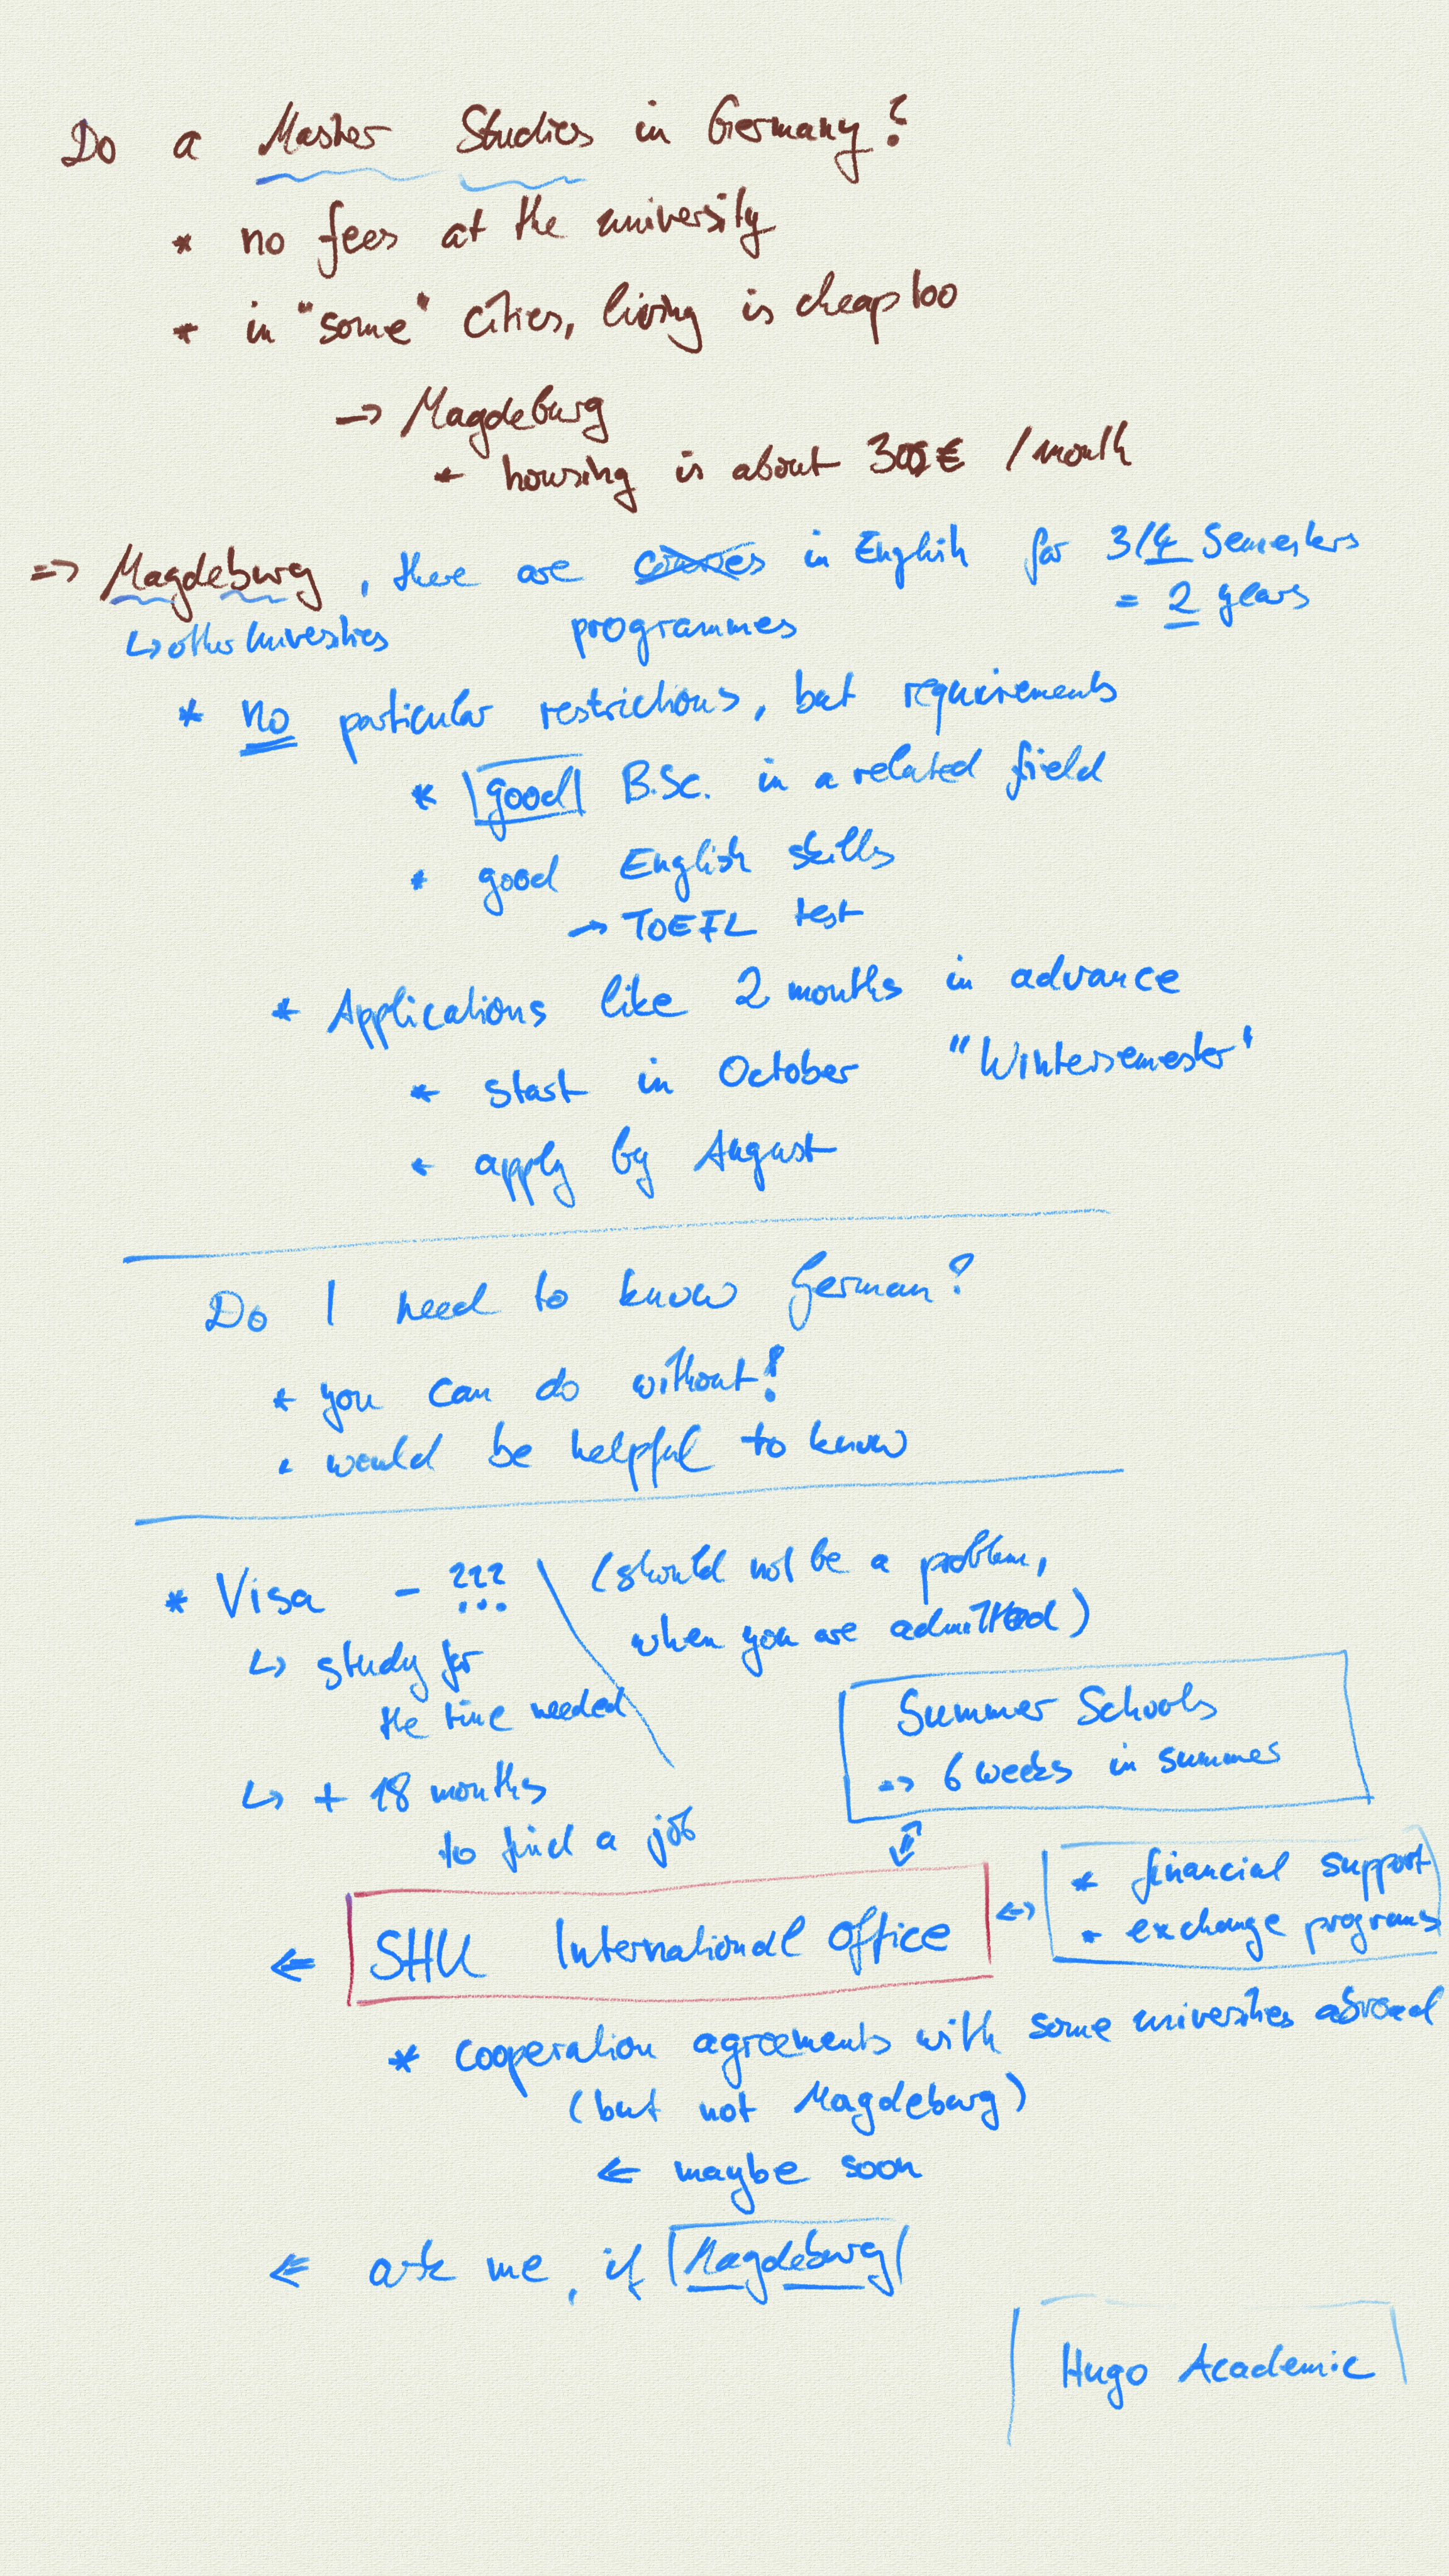 Do a Master Studies in Germany?
* no fees at the university
* in "some" cities, living is cheap too
→ Magdeburg
* housing is about 300€ / month
=> Magdeburg, there are courses in English for 3/4 Semesters
= 2 years
↳ other Universities programmes
* no particular restrictions, but requirements
* good B.Sc. in a related field
* good English skills
→ TOEFL test
* Applications like 2 months in advance
* start in October "Wintersemester"
* apply by August
Do I need to know German?
* you can do without!
* would be helpful to know
* Visa - ??? (should not be a problem,
when you are admitted)
↳ study for
the time needed
↳ + 18 months
to find a job
Summer Schools
=> 6 weeks in summer
SHU International Office
* financial support
* exchange programs
* cooperation agreements with some universities abroad
(but not Magdeburg)
⇐ maybe soon
⇐ ask me, if Magdeburg
Hugo Academic